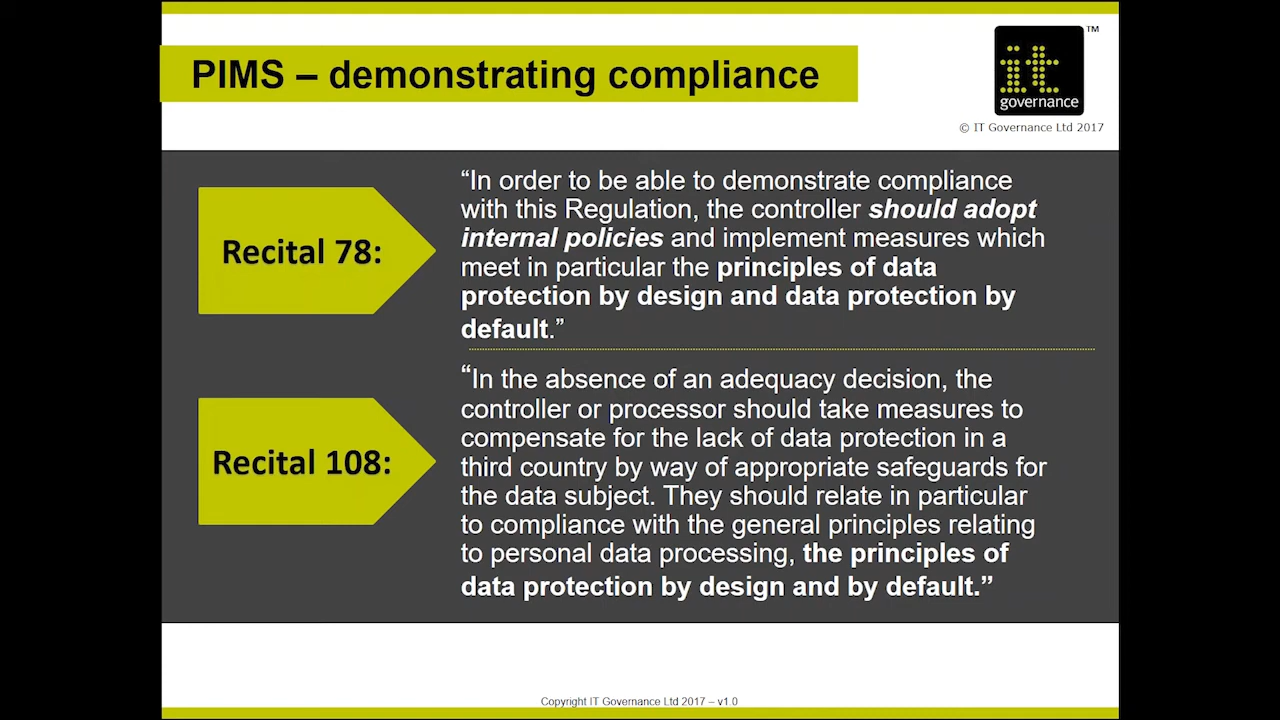 PIMS – demonstrating compliance
it
governance
TM
© IT Governance Ltd 2017
Recital 78:
“In order to be able to demonstrate compliance
with this Regulation, the controller should adopt
internal policies and implement measures which
meet in particular the principles of data
protection by design and data protection by
default.”
Recital 108:
“In the absence of an adequacy decision, the
controller or processor should take measures to
compensate for the lack of data protection in a
third country by way of appropriate safeguards for
the data subject. They should relate in particular
to compliance with the general principles relating
to personal data processing, the principles of
data protection by design and by default.”
Copyright IT Governance Ltd 2017 – v1.0